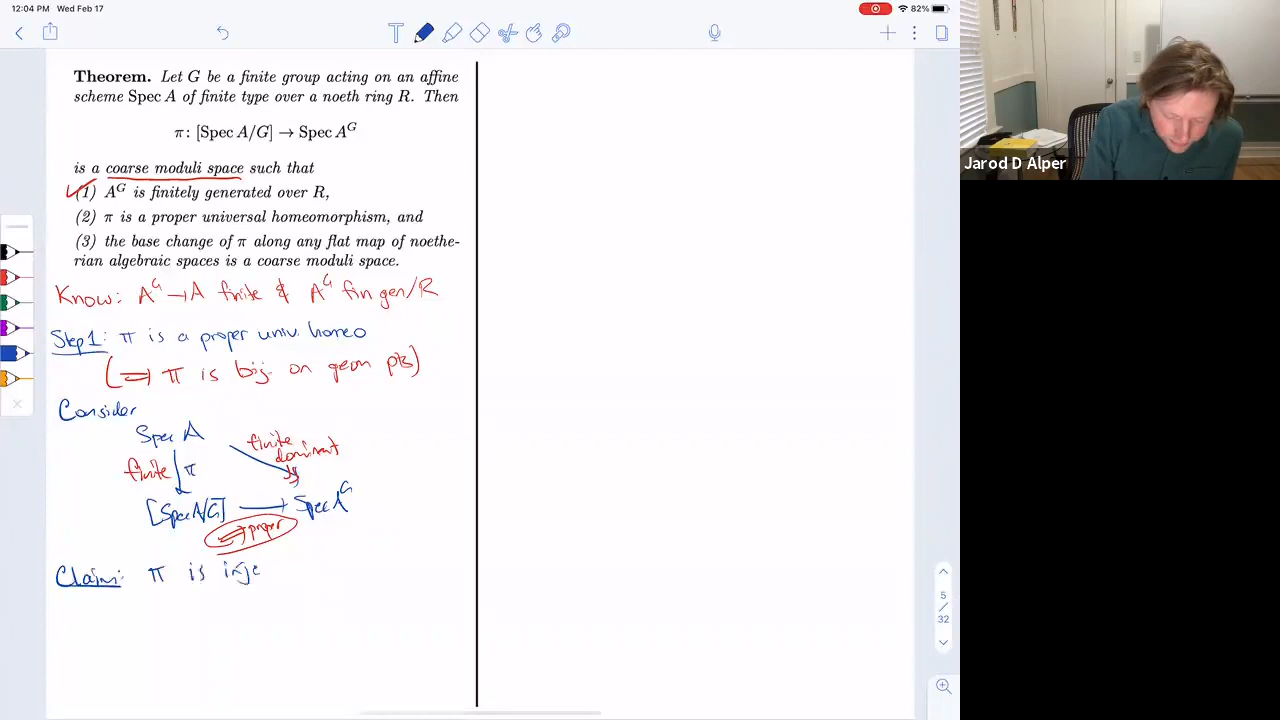 12:04 PM Wed Feb 17
82%
Theorem. Let G be a finite group acting on an affine
scheme Spec A of finite type over a noeth ring R. Then
π: [Spec A/G] → Spec A^G
is a coarse moduli space such that
(1) A^G is finitely generated over R,
(2) π is a proper universal homeomorphism, and
(3) the base change of π along any flat map of noethe-
rian algebraic spaces is a coarse moduli space.
Know: A^G → A finite & A^G fin gen/R
Step 1: π is a proper univ. homeo
(⟹ π is bij. on geom pts)
Consider
Spec A
finite
dominant
finite π
[Spec A/G] → Spec A^G
⟹ proper
Claim: π is inje
Jarod D Alper
5
/
32